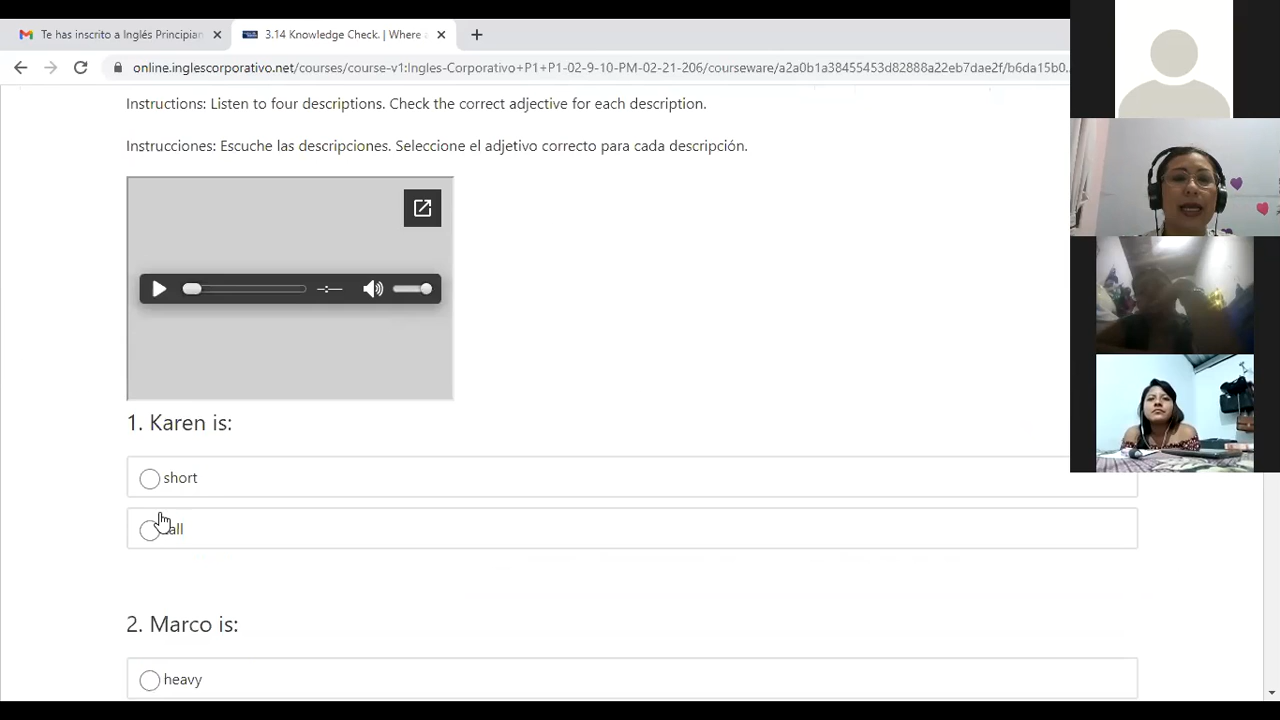 Te has inscrito a Inglés Principian
3.14 Knowledge Check. | Where
online.inglescorporativo.net/courses/course-v1:Ingles-Corporativo+P1+P1-02-9-10-PM-02-21-206/courseware/a2a0b1a38455453d82888a22eb7dae2f/b6da15b0...
Instructions: Listen to four descriptions. Check the correct adjective for each description.
Instrucciones: Escuche las descripciones. Seleccione el adjetivo correcto para cada descripción.
-:--
1. Karen is:
short
tall
2. Marco is:
heavy